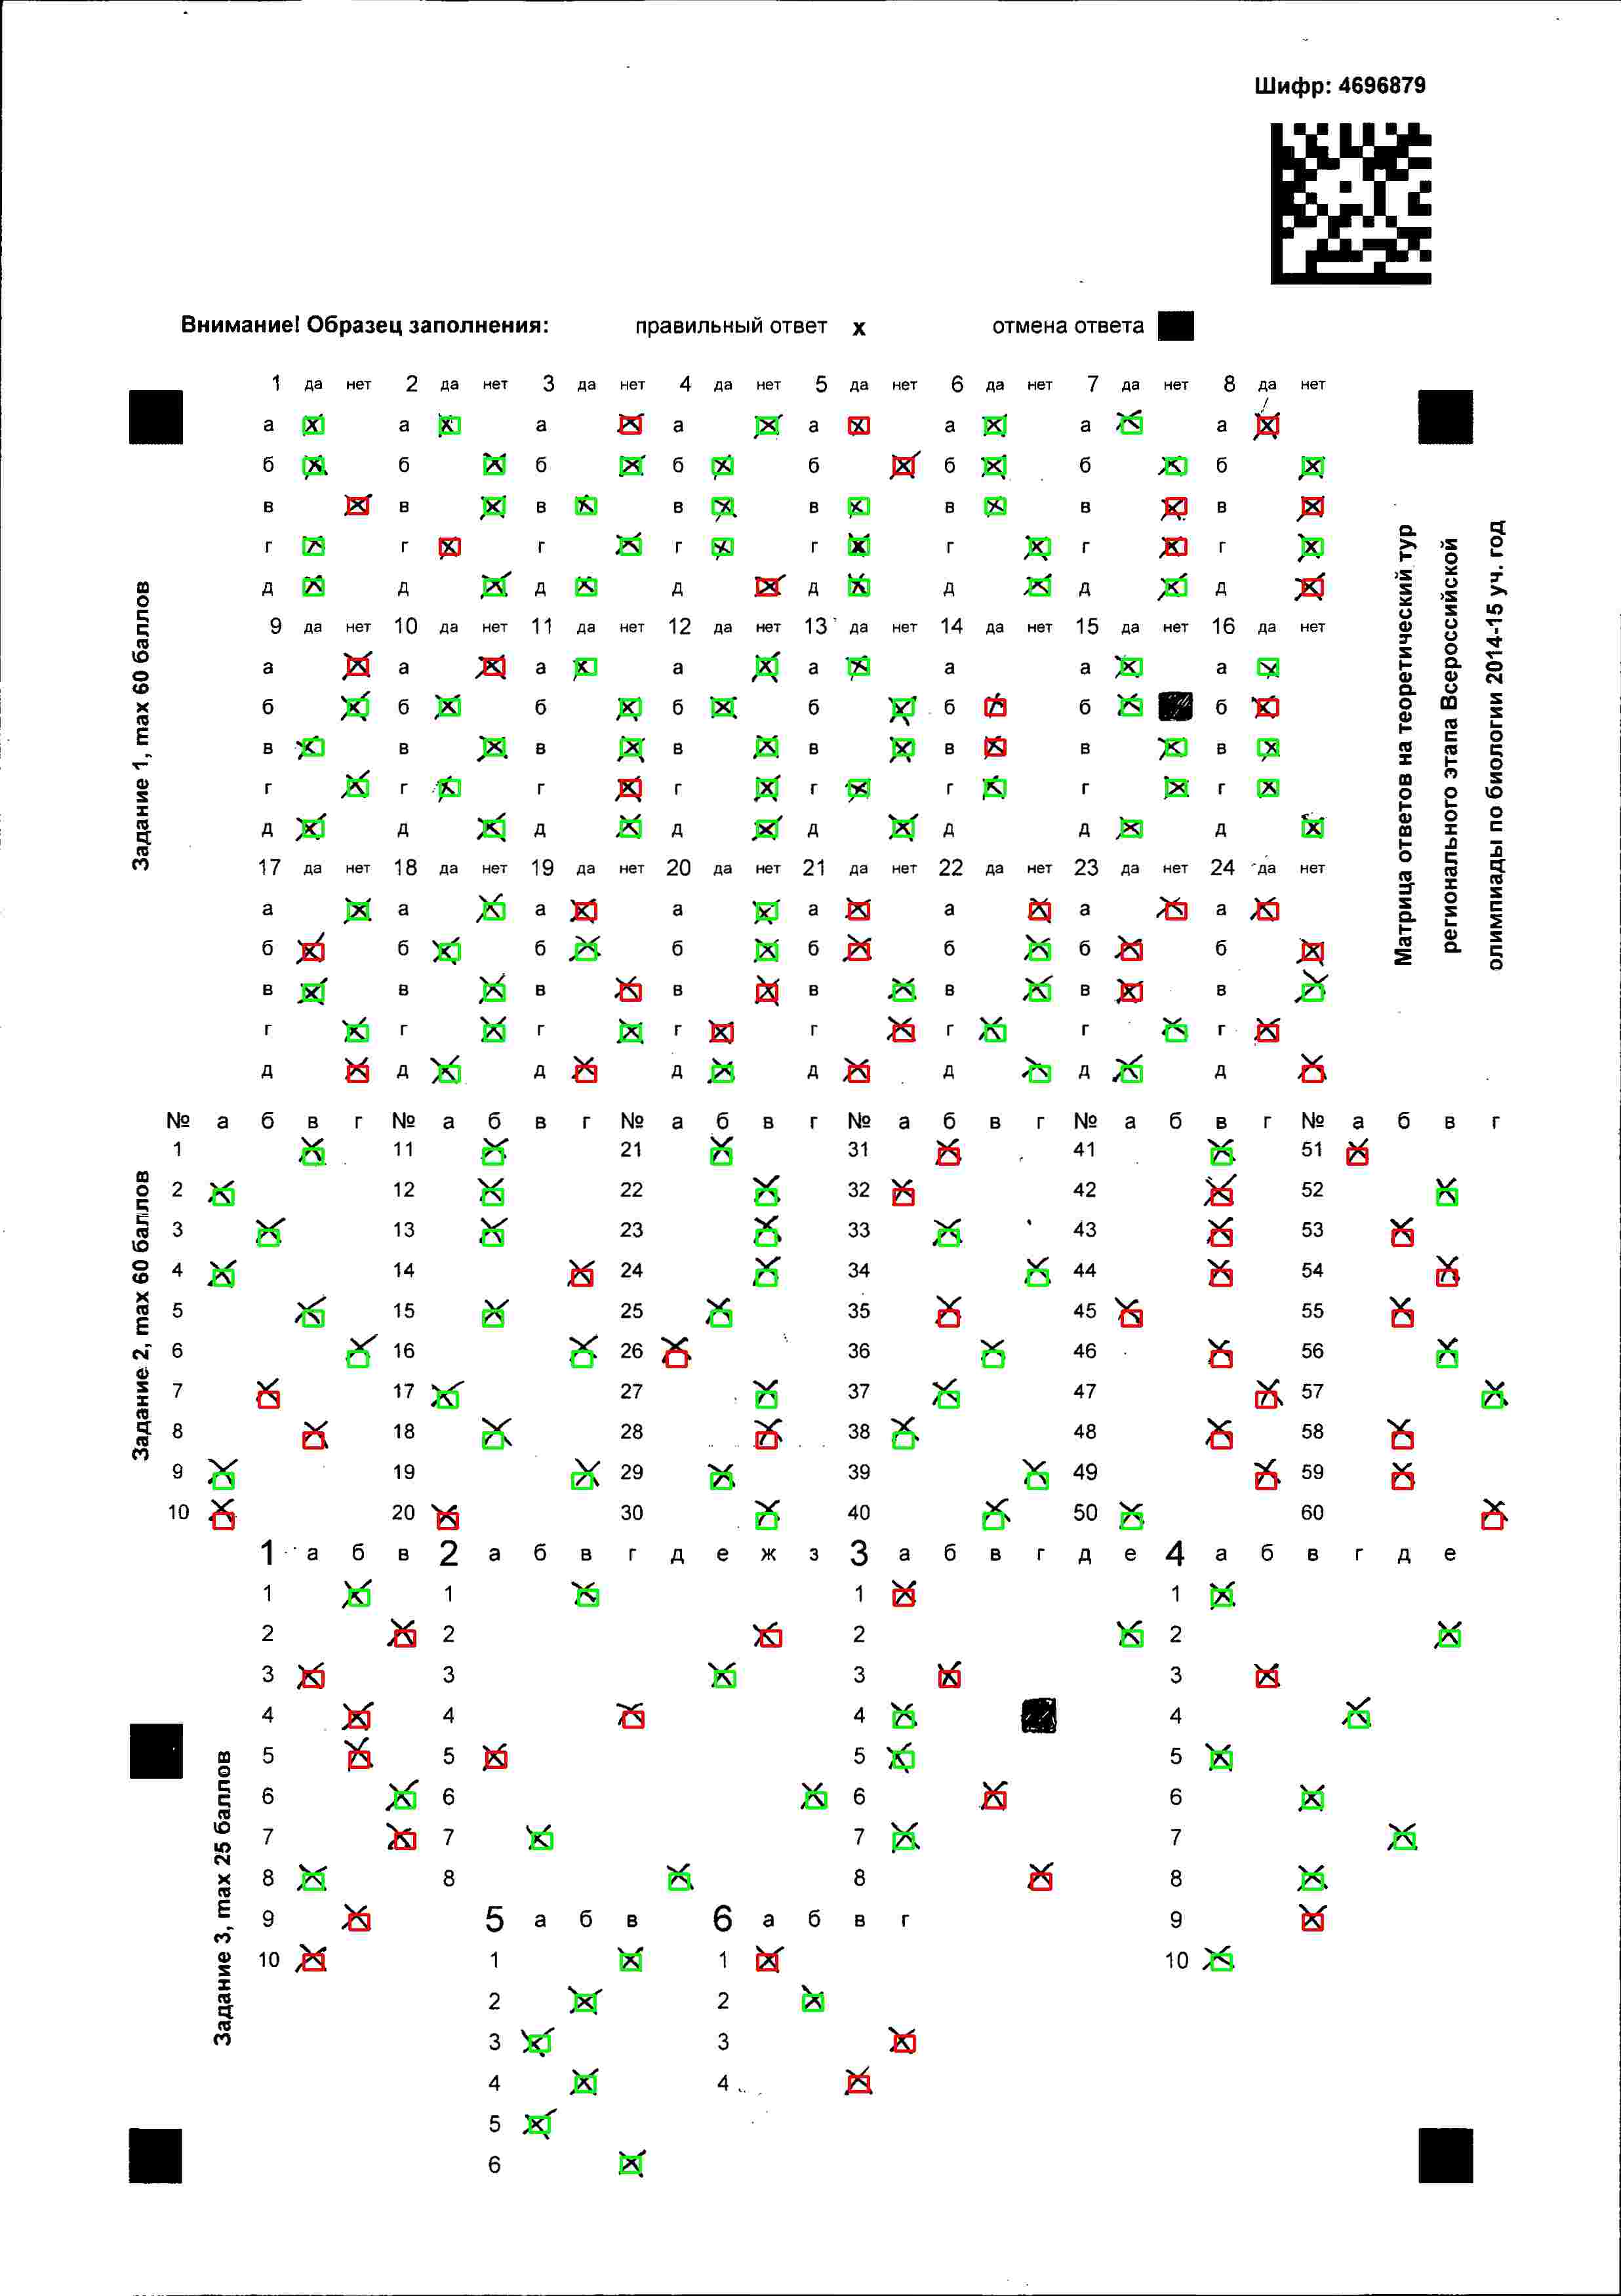 Шифр: 4696879
Внимание! Образец заполнения: правильный ответ x отмена ответа
1 да нет 2 да нет 3 да нет 4 да нет 5 да нет 6 да нет 7 да нет 8 да нет
а а а а а а а а
б б б б б б б б
в в в в в в в в
г г г г г г г г
д д д д д д д д
9 да нет 10 да нет 11 да нет 12 да нет 13 да нет 14 да нет 15 да нет 16 да нет
а а а а а а а а
б б б б б б б б
в в в в в в в в
г г г г г г г г
д д д д д д д д
17 да нет 18 да нет 19 да нет 20 да нет 21 да нет 22 да нет 23 да нет 24 да нет
а а а а а а а а
б б б б б б б б
в в в в в в в в
г г г г г г г г
д д д д д д д д
Задание 1, max 60 баллов
Матрица ответов на теоретический тур
регионального этапа Всероссийской
олимпиады по биологии 2014-15 уч. год
№ а б в г № а б в г № а б в г № а б в г № а б в г № а б в г
1 11 21 31 41 51
2 12 22 32 42 52
3 13 23 33 43 53
4 14 24 34 44 54
5 15 25 35 45 55
6 16 26 36 46 56
7 17 27 37 47 57
8 18 28 38 48 58
9 19 29 39 49 59
10 20 30 40 50 60
Задание 2, max 60 баллов
1 а б в 2 а б в г д е ж з 3 а б в г д е 4 а б в г д е
1 1 1 1
2 2 2 2
3 3 3 3
4 4 4 4
5 5 5 5
6 6 6 6
7 7 7 7
8 8 8 8
9 5 а б в 6 а б в г 9
10 1 1 10
2 2
3 3
4 4
5
6
Задание 3, max 25 баллов